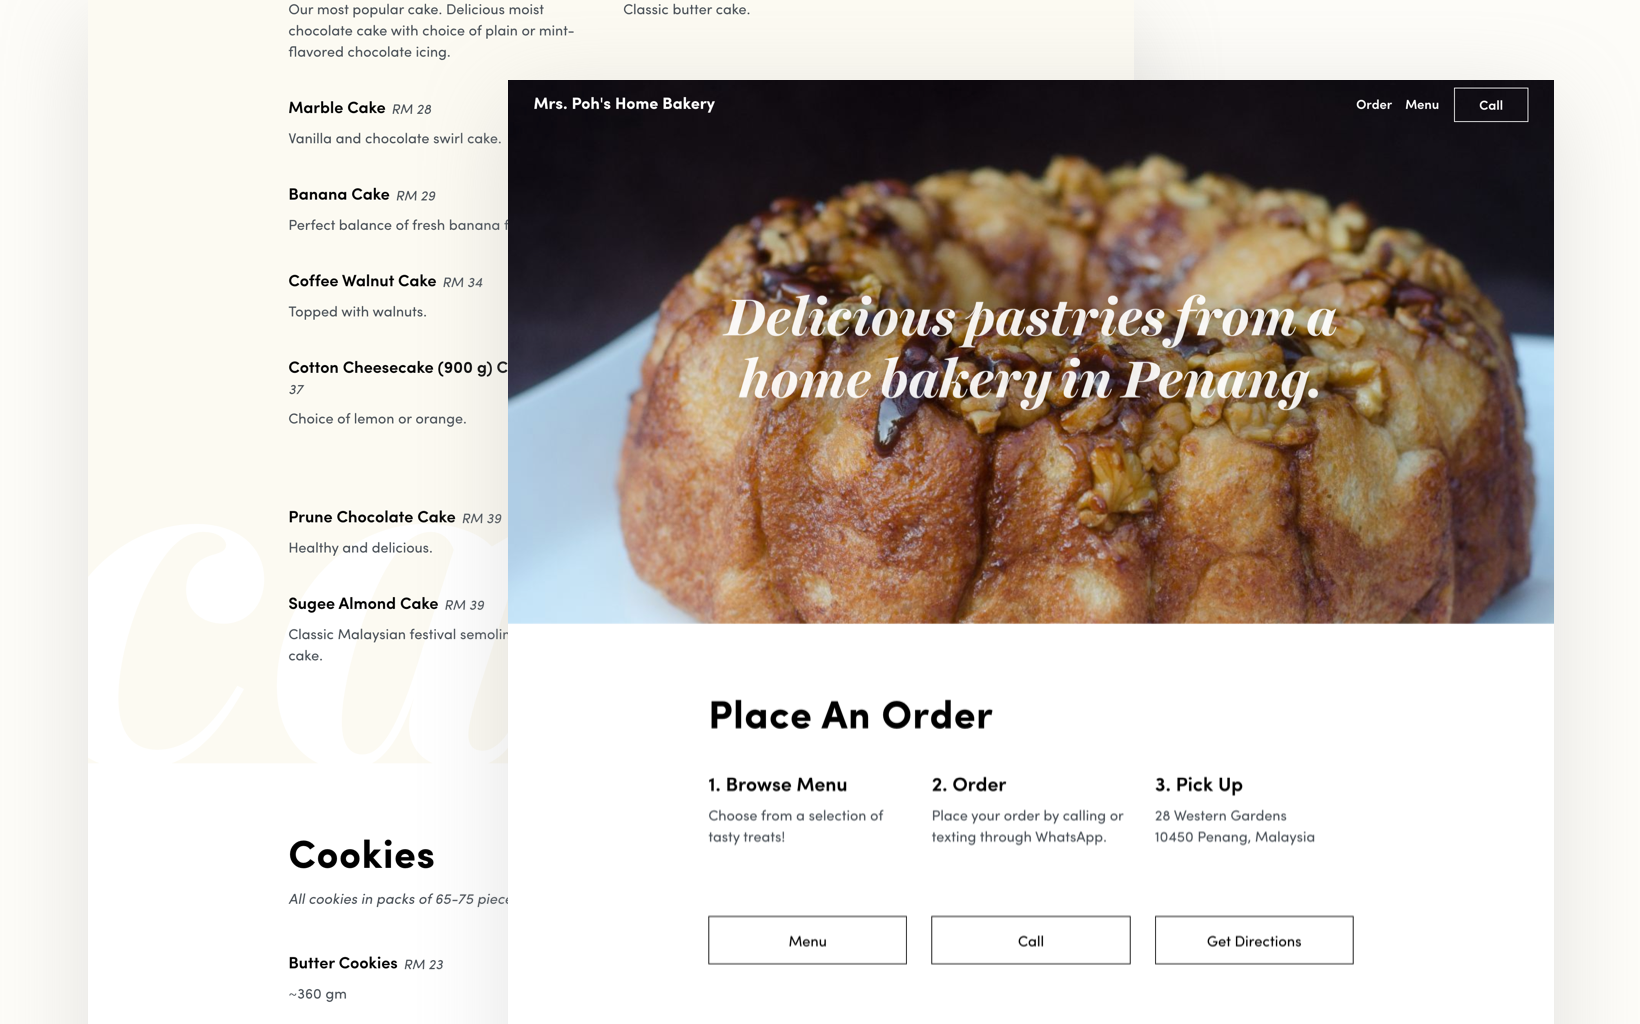 Our most popular cake. Delicious moist
chocolate cake with choice of plain or mint-
flavored chocolate icing.
Classic butter cake.
Marble Cake RM 28
Vanilla and chocolate swirl cake.
Banana Cake RM 29
Perfect balance of fresh banana
Coffee Walnut Cake RM 34
Topped with walnuts.
Cotton Cheesecake (900 g)
37
Choice of lemon or orange.
Prune Chocolate Cake RM 39
Healthy and delicious.
Sugee Almond Cake RM 39
Classic Malaysian festival
cake.
ca
Cookies
All cookies in packs of 65-75
Butter Cookies RM 23
~360 gm
Mrs. Poh's Home Bakery
Order Menu Call
Delicious pastries from a
home bakery in Penang.
Place An Order
1. Browse Menu
Choose from a selection of
tasty treats!
2. Order
Place your order by calling or
texting through WhatsApp.
3. Pick Up
28 Western Gardens
10450 Penang, Malaysia
Menu
Call
Get Directions